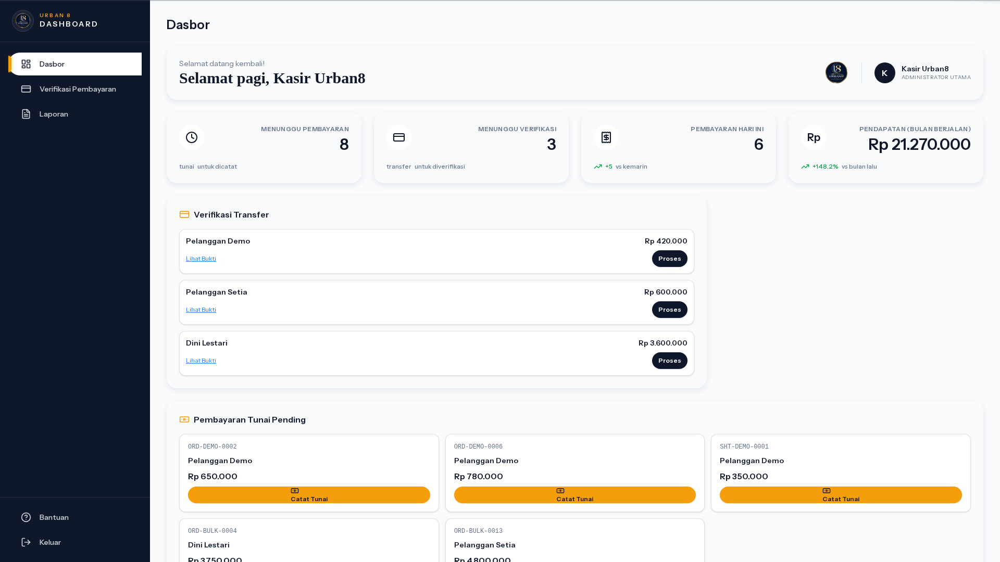 URBAN 8
DASHBOARD
Dasbor
Verifikasi Pembayaran
Laporan
Bantuan
Keluar
Dasbor
Selamat datang kembali!
Selamat pagi, Kasir Urban8
K
Kasir Urban8
ADMINISTRATOR UTAMA
MENUNGGU PEMBAYARAN
8
tunai untuk dicatat
MENUNGGU VERIFIKASI
3
transfer untuk diverifikasi
PEMBAYARAN HARI INI
6
+5 vs kemarin
Rp
PENDAPATAN (BULAN BERJALAN)
Rp 21.270.000
+148.2% vs bulan lalu
Verifikasi Transfer
Pelanggan Demo
Rp 420.000
Lihat Bukti
Proses
Pelanggan Setia
Rp 600.000
Lihat Bukti
Proses
Dini Lestari
Rp 3.600.000
Lihat Bukti
Proses
Pembayaran Tunai Pending
ORD-DEMO-0002
Pelanggan Demo
Rp 650.000
Catat Tunai
ORD-DEMO-0006
Pelanggan Demo
Rp 780.000
Catat Tunai
SHT-DEMO-0001
Pelanggan Demo
Rp 350.000
Catat Tunai
ORD-BULK-0004
Dini Lestari
Rp 3.750.000
ORD-BULK-0013
Pelanggan Setia
Rp 4.800.000